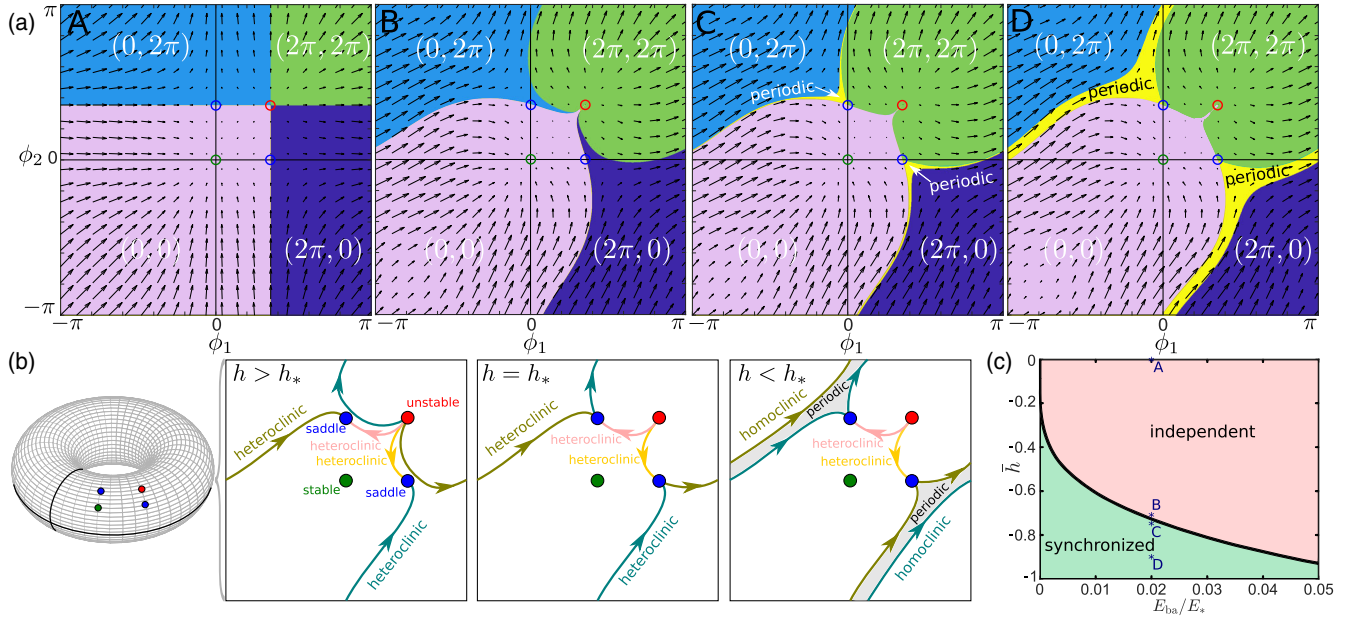 (a)
A
B
C
D
(0, 2π)
(2π, 2π)
(0, 0)
(2π, 0)
(0, 2π)
(2π, 2π)
(0, 0)
(2π, 0)
(0, 2π)
(2π, 2π)
periodic
periodic
(0, 0)
(2π, 0)
(0, 2π)
(2π, 2π)
periodic
periodic
(0, 0)
(2π, 0)
π
ϕ₂ 0
−π
−π 0 π
ϕ₁
−π 0 π
ϕ₁
−π 0 π
ϕ₁
−π 0 π
ϕ₁
(b)
h > h*
unstable
heteroclinic
saddle
heteroclinic
heteroclinic
stable
saddle
heteroclinic
h = h*
heteroclinic
heteroclinic
heteroclinic
heteroclinic
h < h*
homoclinic
periodic
heteroclinic
heteroclinic
periodic
homoclinic
(c)
0
-0.2
-0.4
-0.6
-0.8
-1
h̄
A
independent
B
C
synchronized
D
0 0.01 0.02 0.03 0.04 0.05
E_ba/E_*